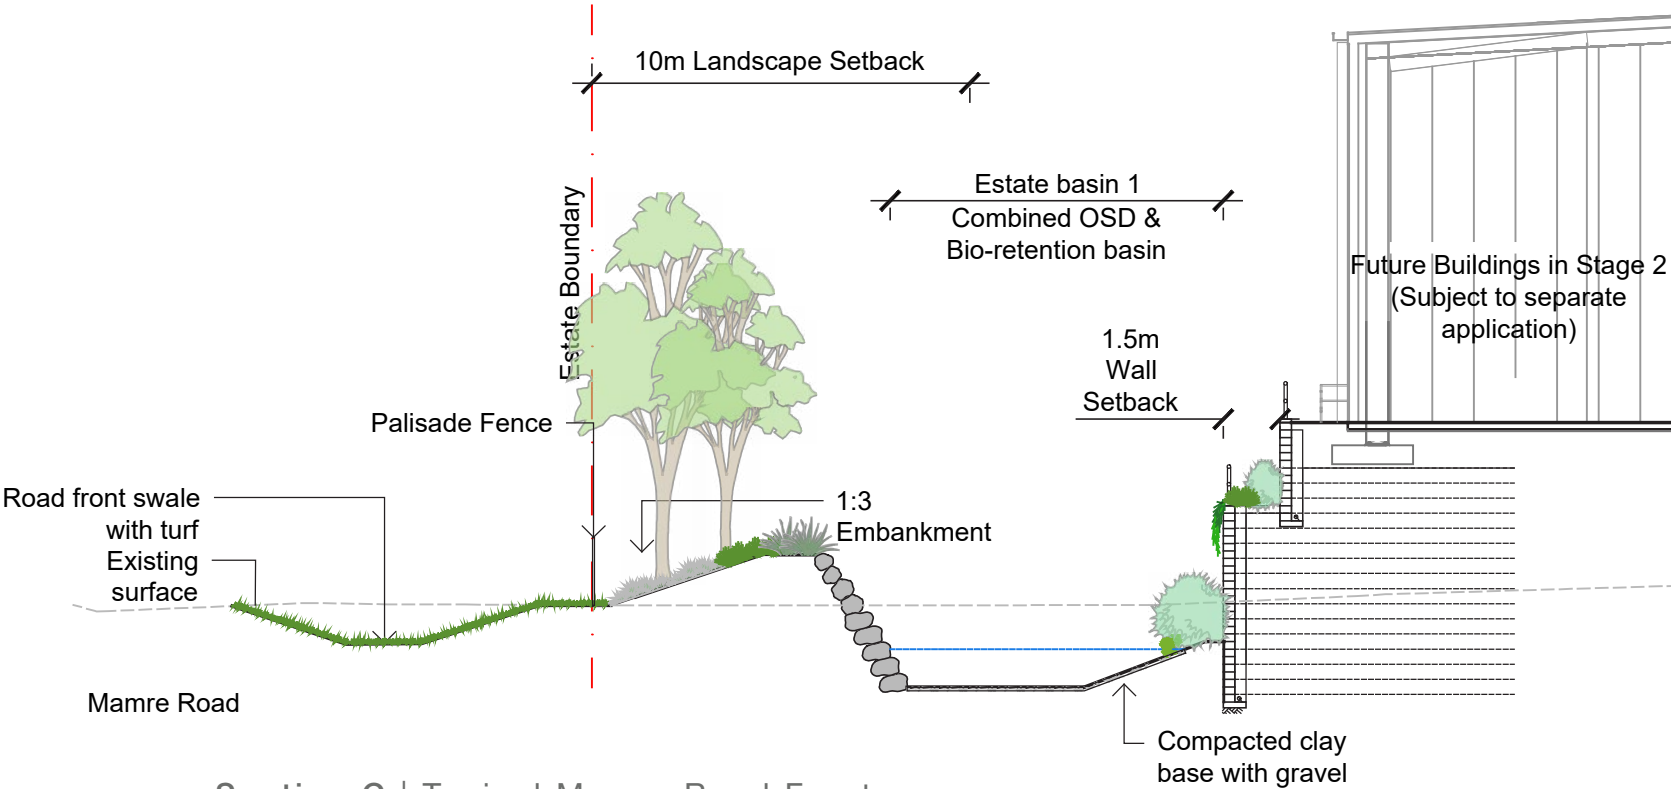 10m Landscape Setback
Estate Boundary
Estate basin 1
Combined OSD &
Bio-retention basin
Future Buildings in Stage 2
(Subject to separate
application)
1.5m
Wall
Setback
Palisade Fence
Road front swale
with turf
Existing
surface
1:3
Embankment
Mamre Road
Compacted clay
base with gravel